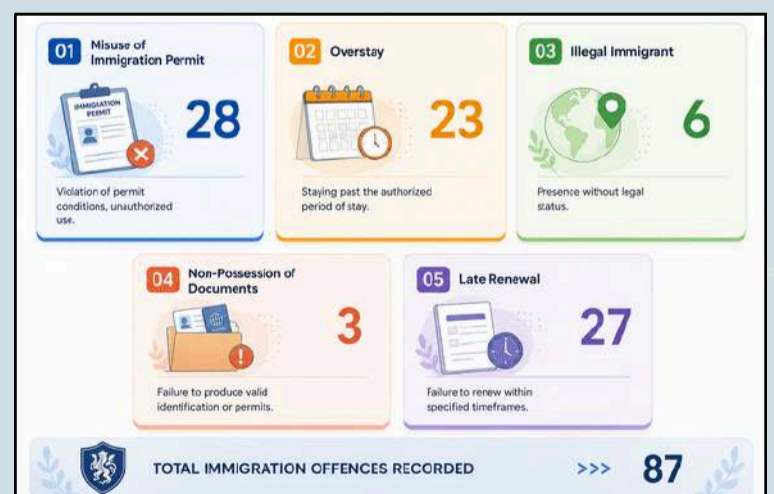 01 Misuse of
Immigration Permit
IMMIGRATION
PERMIT
28
Violation of permit
conditions, unauthorized
use.
02 Overstay
23
Staying past the authorized
period of stay.
03 Illegal Immigrant
6
Presence without legal
status.
04 Non-Possession of
Documents
3
Failure to produce valid
identification or permits.
05 Late Renewal
27
Failure to renew within
specified timeframes.
TOTAL IMMIGRATION OFFENCES RECORDED >>> 87